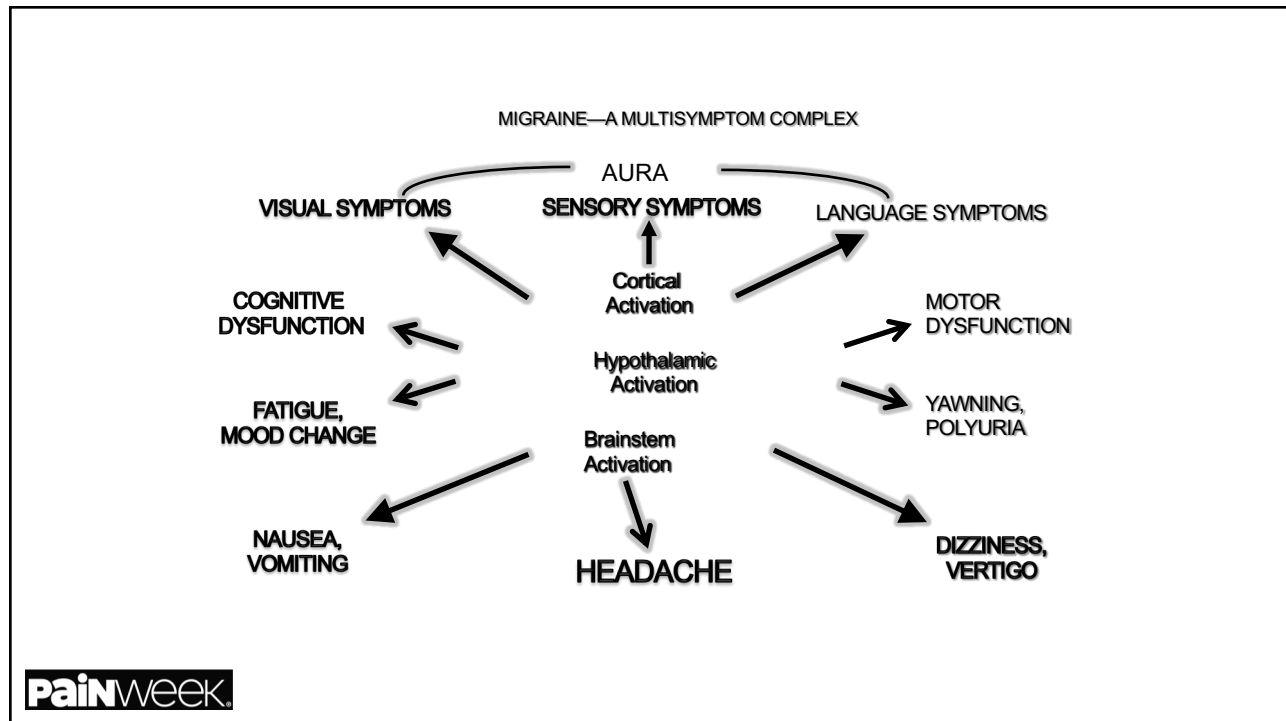 MIGRAINE—A MULTISYMPTOM COMPLEX
AURA
VISUAL SYMPTOMS
SENSORY SYMPTOMS
LANGUAGE SYMPTOMS
Cortical
Activation
COGNITIVE
DYSFUNCTION
MOTOR
DYSFUNCTION
Hypothalamic
Activation
FATIGUE,
MOOD CHANGE
YAWNING,
POLYURIA
Brainstem
Activation
NAUSEA,
VOMITING
HEADACHE
DIZZINESS,
VERTIGO
PaiNWeeK®